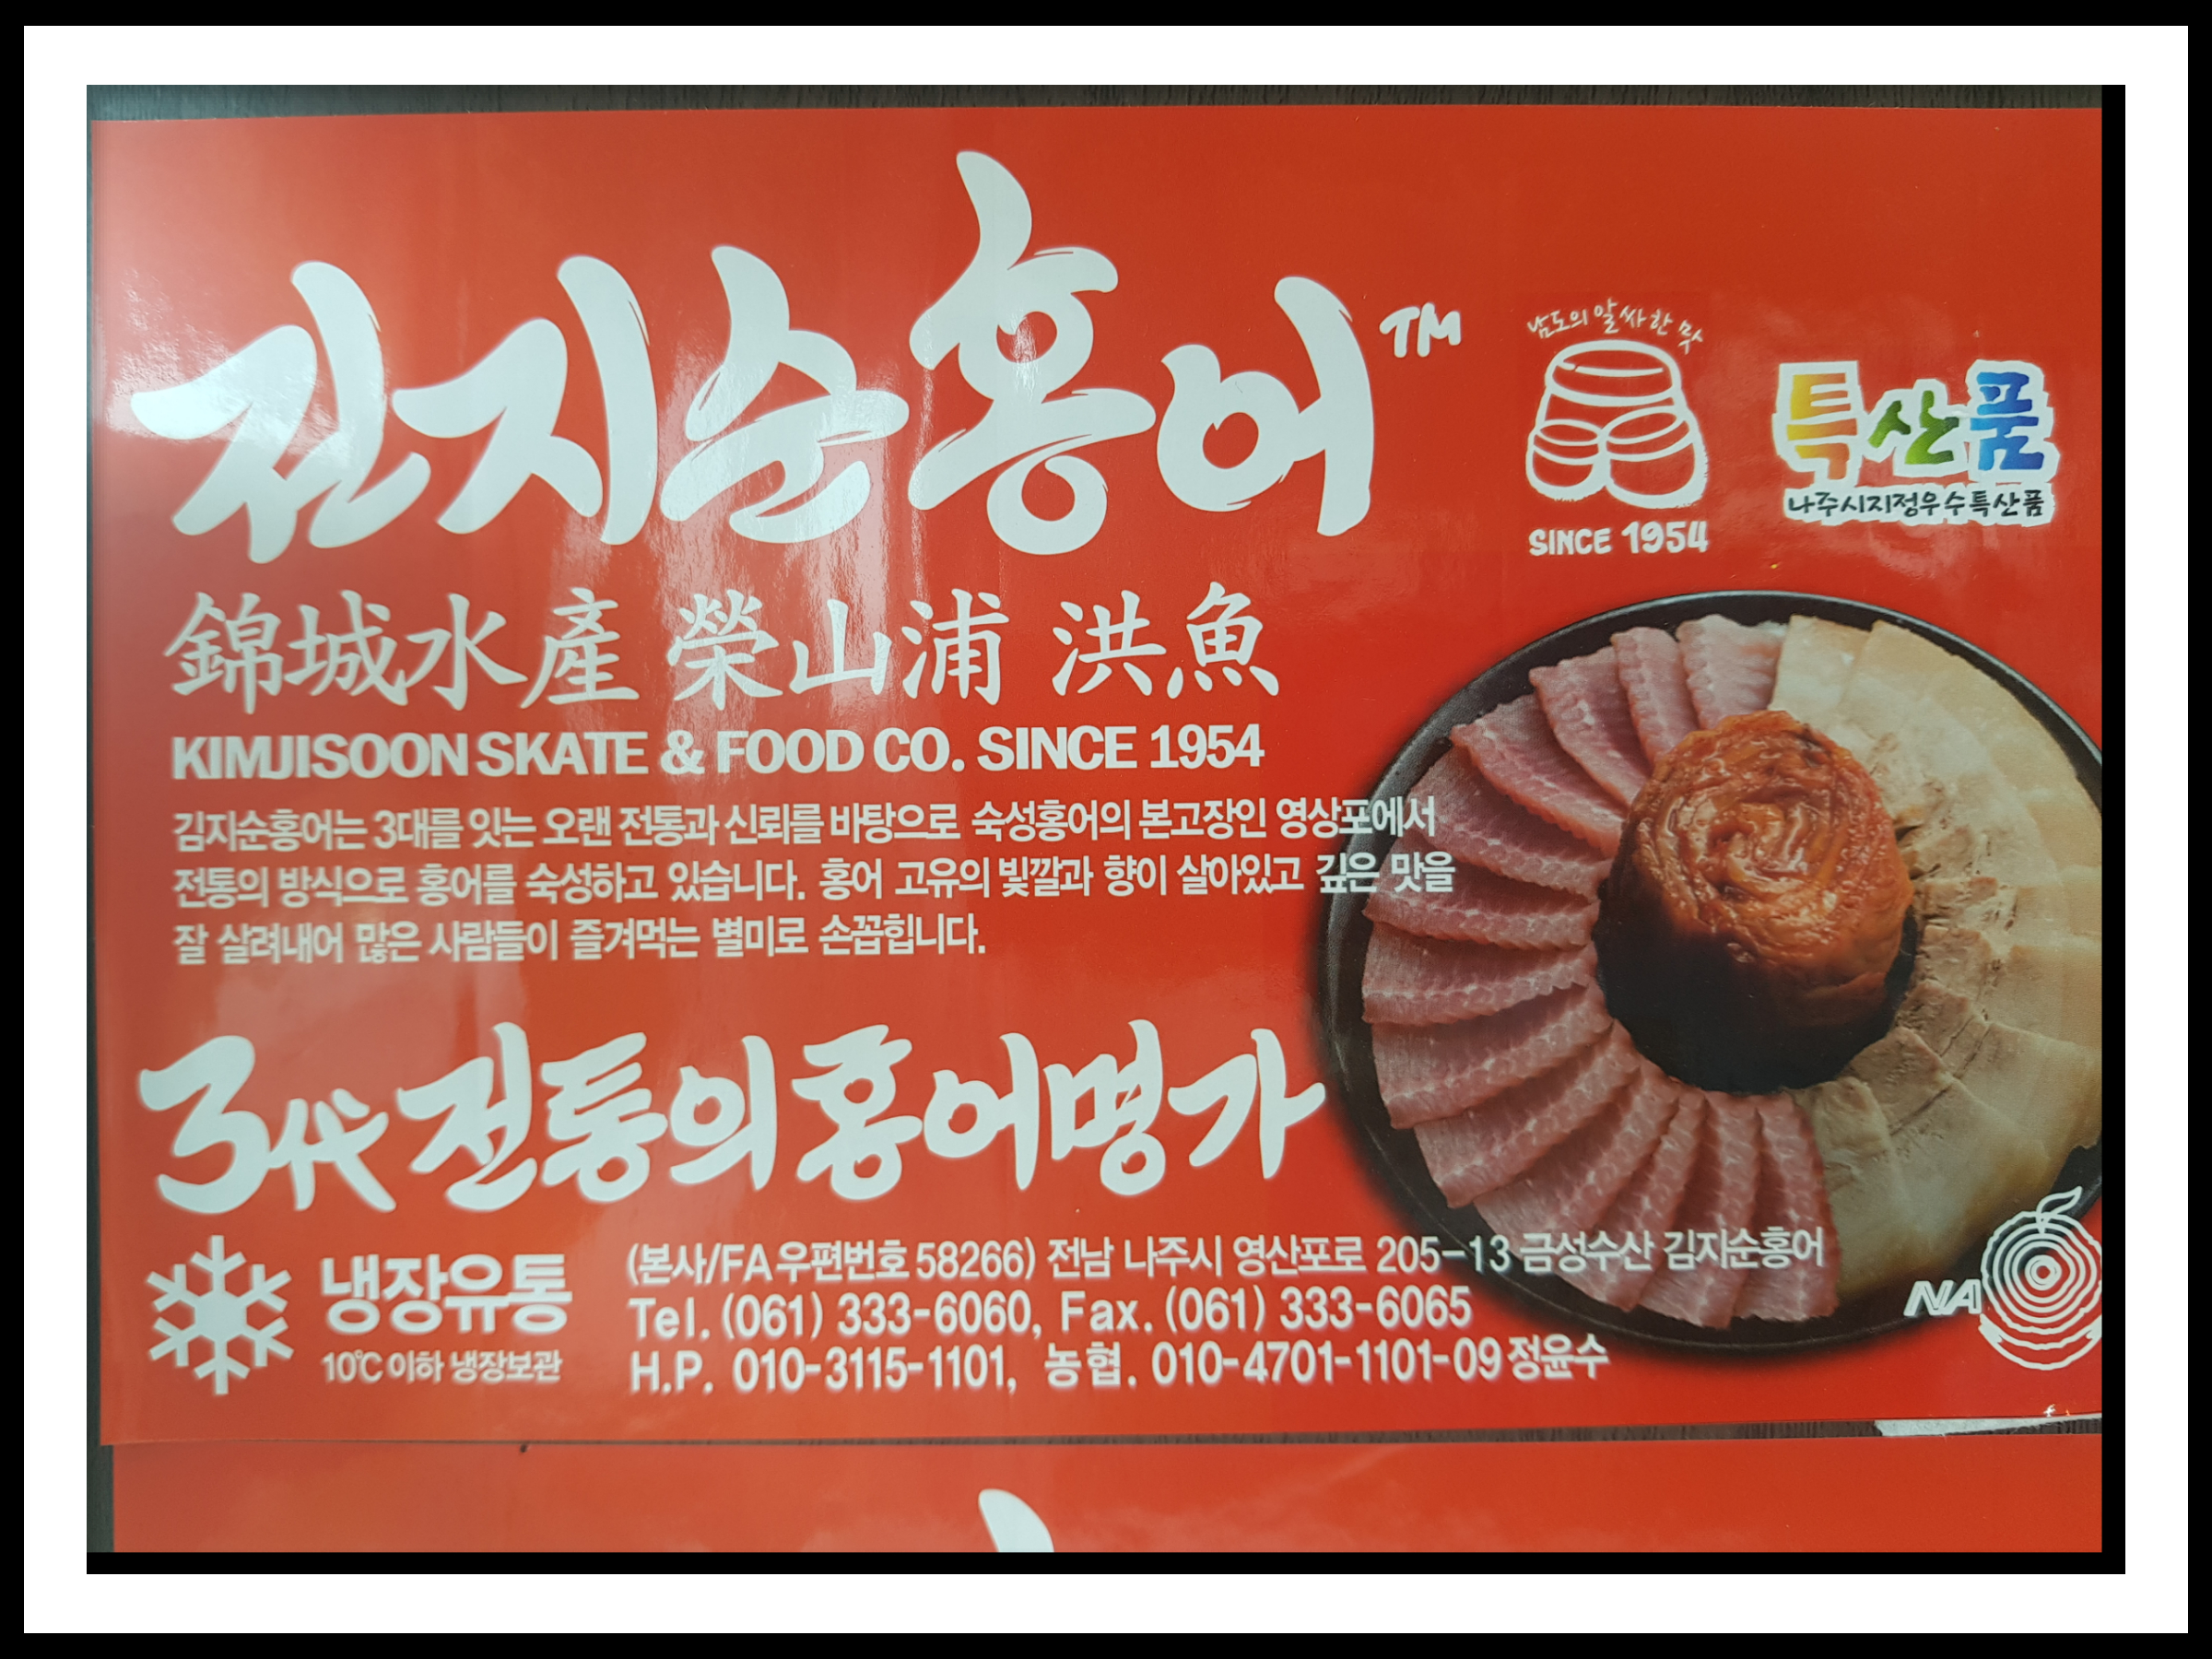 김지순홍어™
남도의 알싸한 맛
SINCE 1954
특산품
나주시지정우수특산품
錦城水産 榮山浦 洪魚
KIMJISOON SKATE & FOOD CO. SINCE 1954
김지순홍어는 3대를 잇는 오랜 전통과 신뢰를 바탕으로 숙성홍어의 본고장인 영상포에서
전통의 방식으로 홍어를 숙성하고 있습니다. 홍어 고유의 빛깔과 향이 살아있고 깊은 맛을
잘 살려내어 많은 사람들이 즐겨먹는 별미로 손꼽힙니다.
3代 전통의 홍어명가
냉장유통
10℃ 이하 냉장보관
(본사/FA 우편번호 58266) 전남 나주시 영산포로 205-13 금성수산 김지순홍어
Tel. (061) 333-6060, Fax. (061) 333-6065
H.P. 010-3115-1101, 농협. 010-4701-1101-09 정윤수
NA